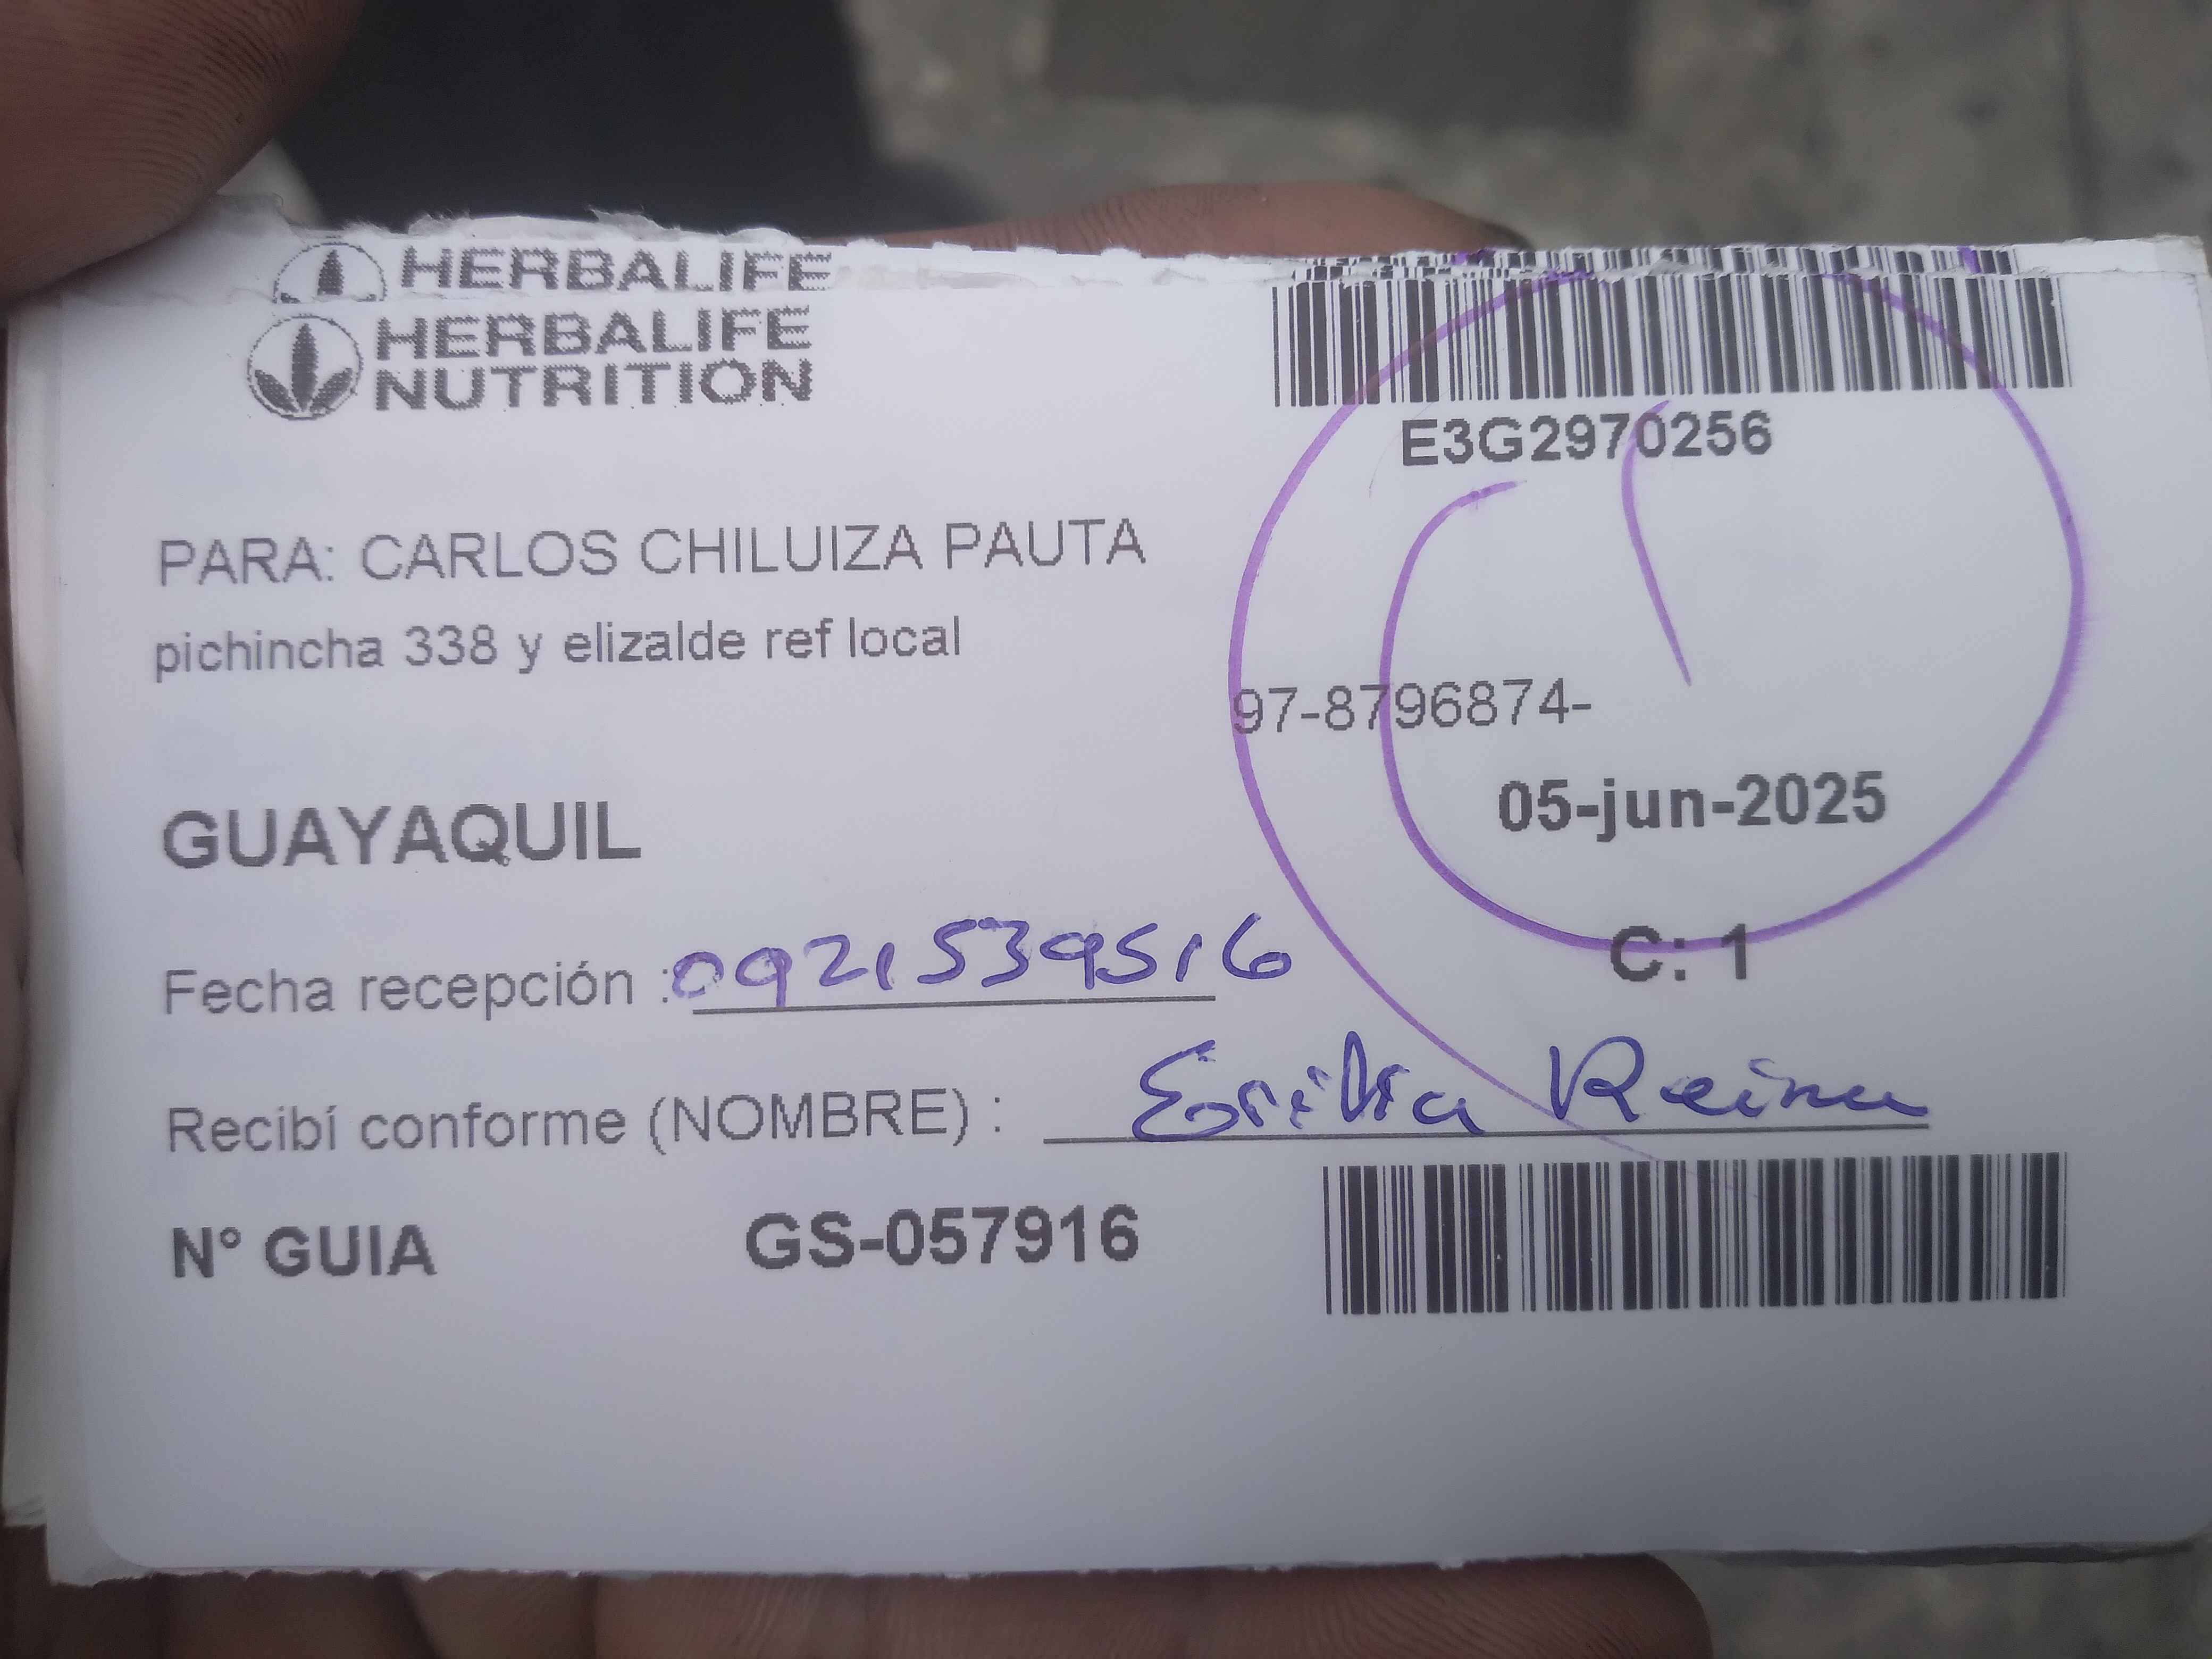 HERBALIFE
HERBALIFE
NUTRITION
E3G2970256
PARA: CARLOS CHILUIZA PAUTA
pichincha 338 y elizalde ref local
97-8796874-
05-jun-2025
GUAYAQUIL
C: 1
Fecha recepción :0921539516
Recibí conforme (NOMBRE) : Reina
N° GUIA GS-057916